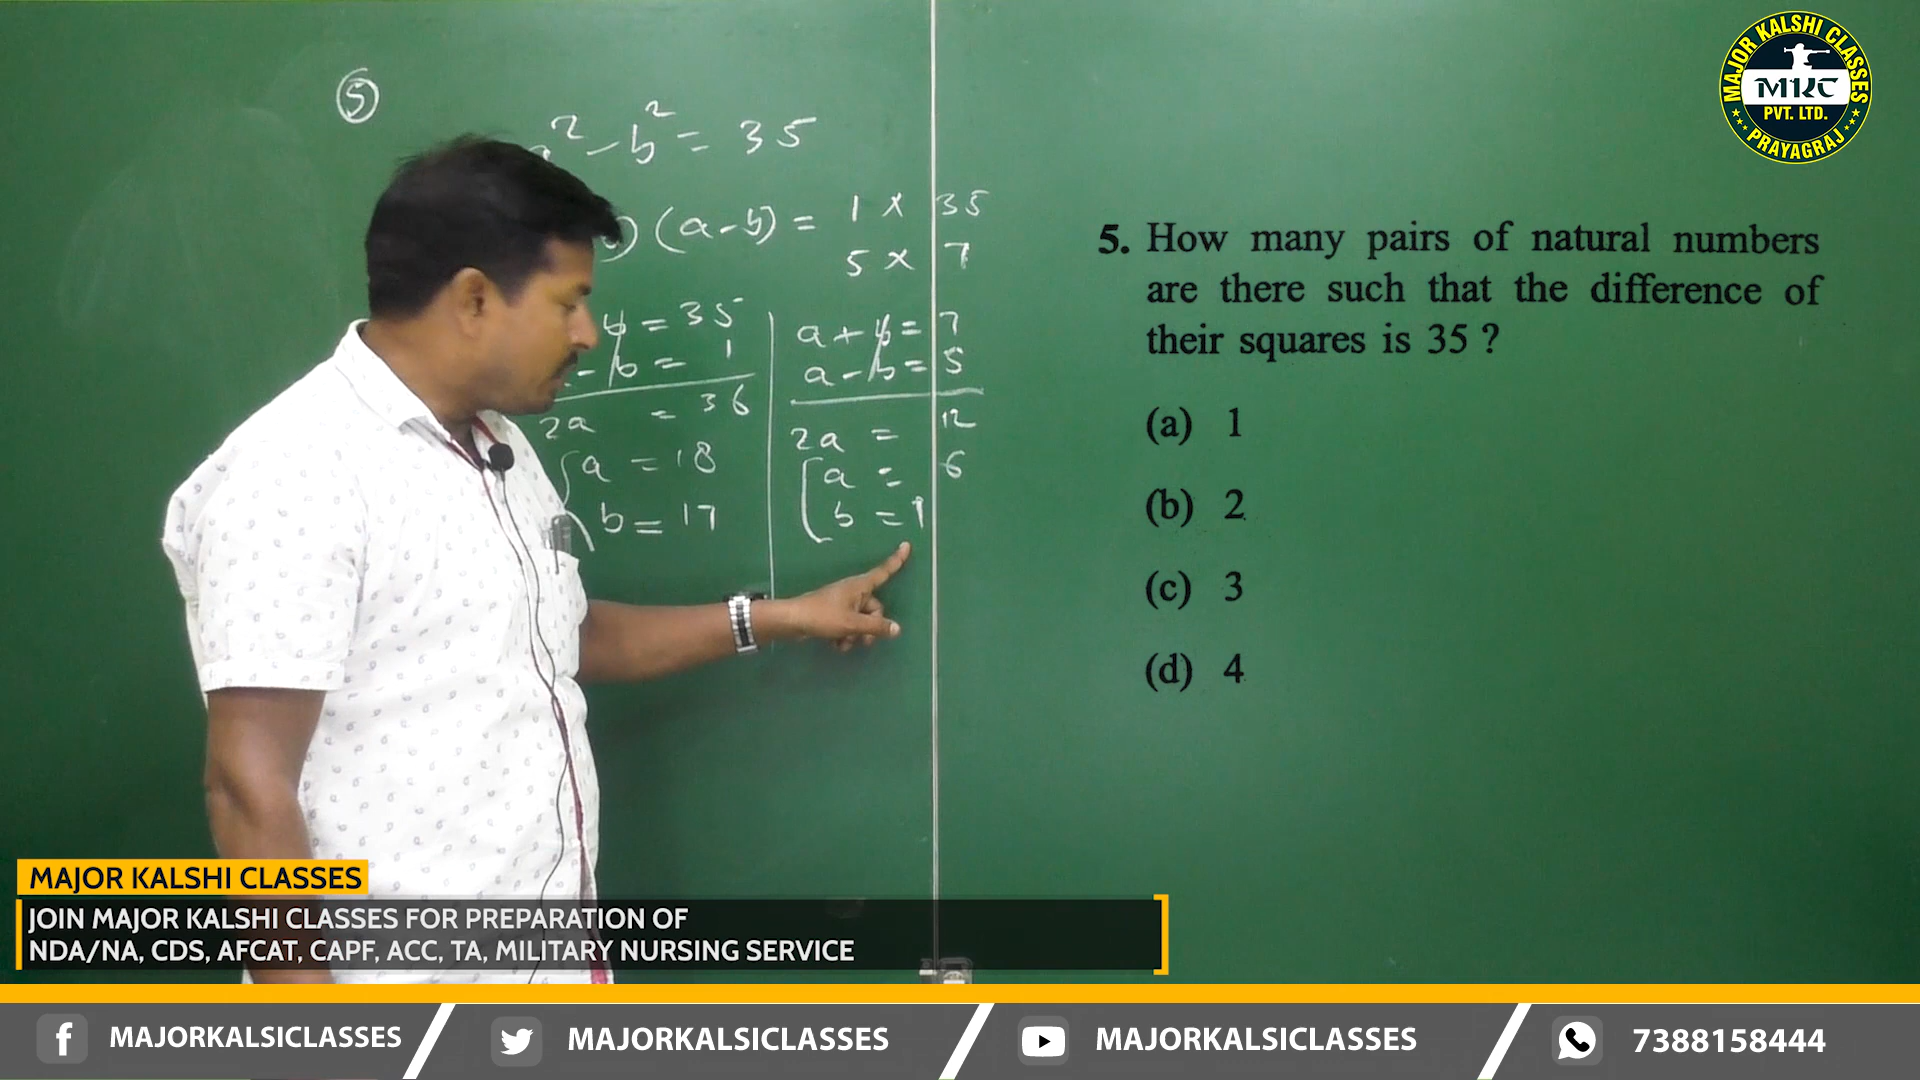 5
a² - b² = 35
) (a-b) = 1 × 35
5 × 7
b = 35
- b = 1
2a = 36
a = 18
b = 17
a + b = 7
a - b = 5
2a = 12
a = 6
b = 1
MAJOR KALSHI CLASSES
MKC
PVT. LTD.
PRAYAGRAJ
5. How many pairs of natural numbers
are there such that the difference of
their squares is 35 ?
(a) 1
(b) 2
(c) 3
(d) 4
MAJOR KALSHI CLASSES
JOIN MAJOR KALSHI CLASSES FOR PREPARATION OF
NDA/NA, CDS, AFCAT, CAPF, ACC, TA, MILITARY NURSING SERVICE
f MAJORKALSICLASSES
MAJORKALSICLASSES
MAJORKALSICLASSES
7388158444